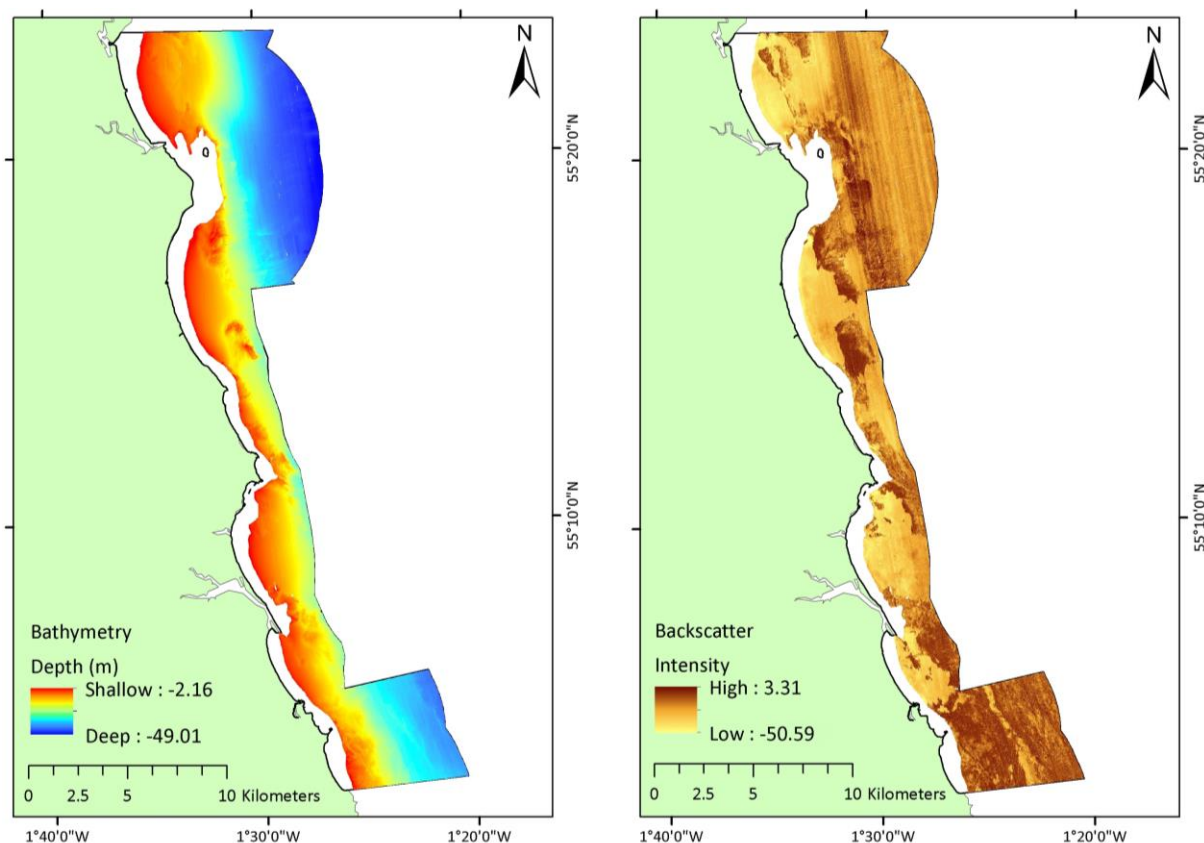 N
55°20'0"N
55°10'0"N
Bathymetry
Depth (m)
Shallow : -2.16
Deep : -49.01
0 2.5 5 10 Kilometers
1°40'0"W 1°30'0"W 1°20'0"W
N
55°20'0"N
55°10'0"N
Backscatter
Intensity
High : 3.31
Low : -50.59
0 2.5 5 10 Kilometers
1°40'0"W 1°30'0"W 1°20'0"W